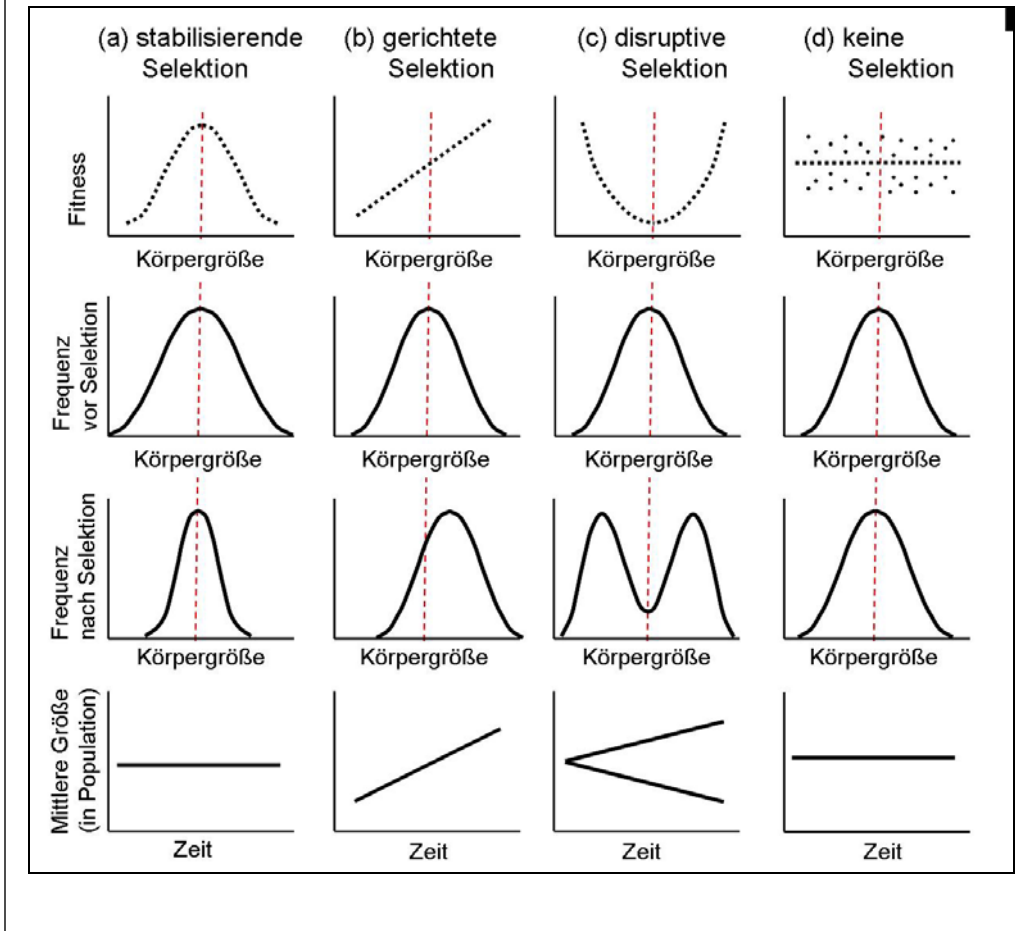 (a) stabilisierende
Selektion
(b) gerichtete
Selektion
(c) disruptive
Selektion
(d) keine
Selektion
Fitness
Körpergröße
Körpergröße
Körpergröße
Körpergröße
Frequenz
vor Selektion
Körpergröße
Körpergröße
Körpergröße
Körpergröße
Frequenz
nach Selektion
Körpergröße
Körpergröße
Körpergröße
Körpergröße
Mittlere Größe
(in Population)
Zeit
Zeit
Zeit
Zeit